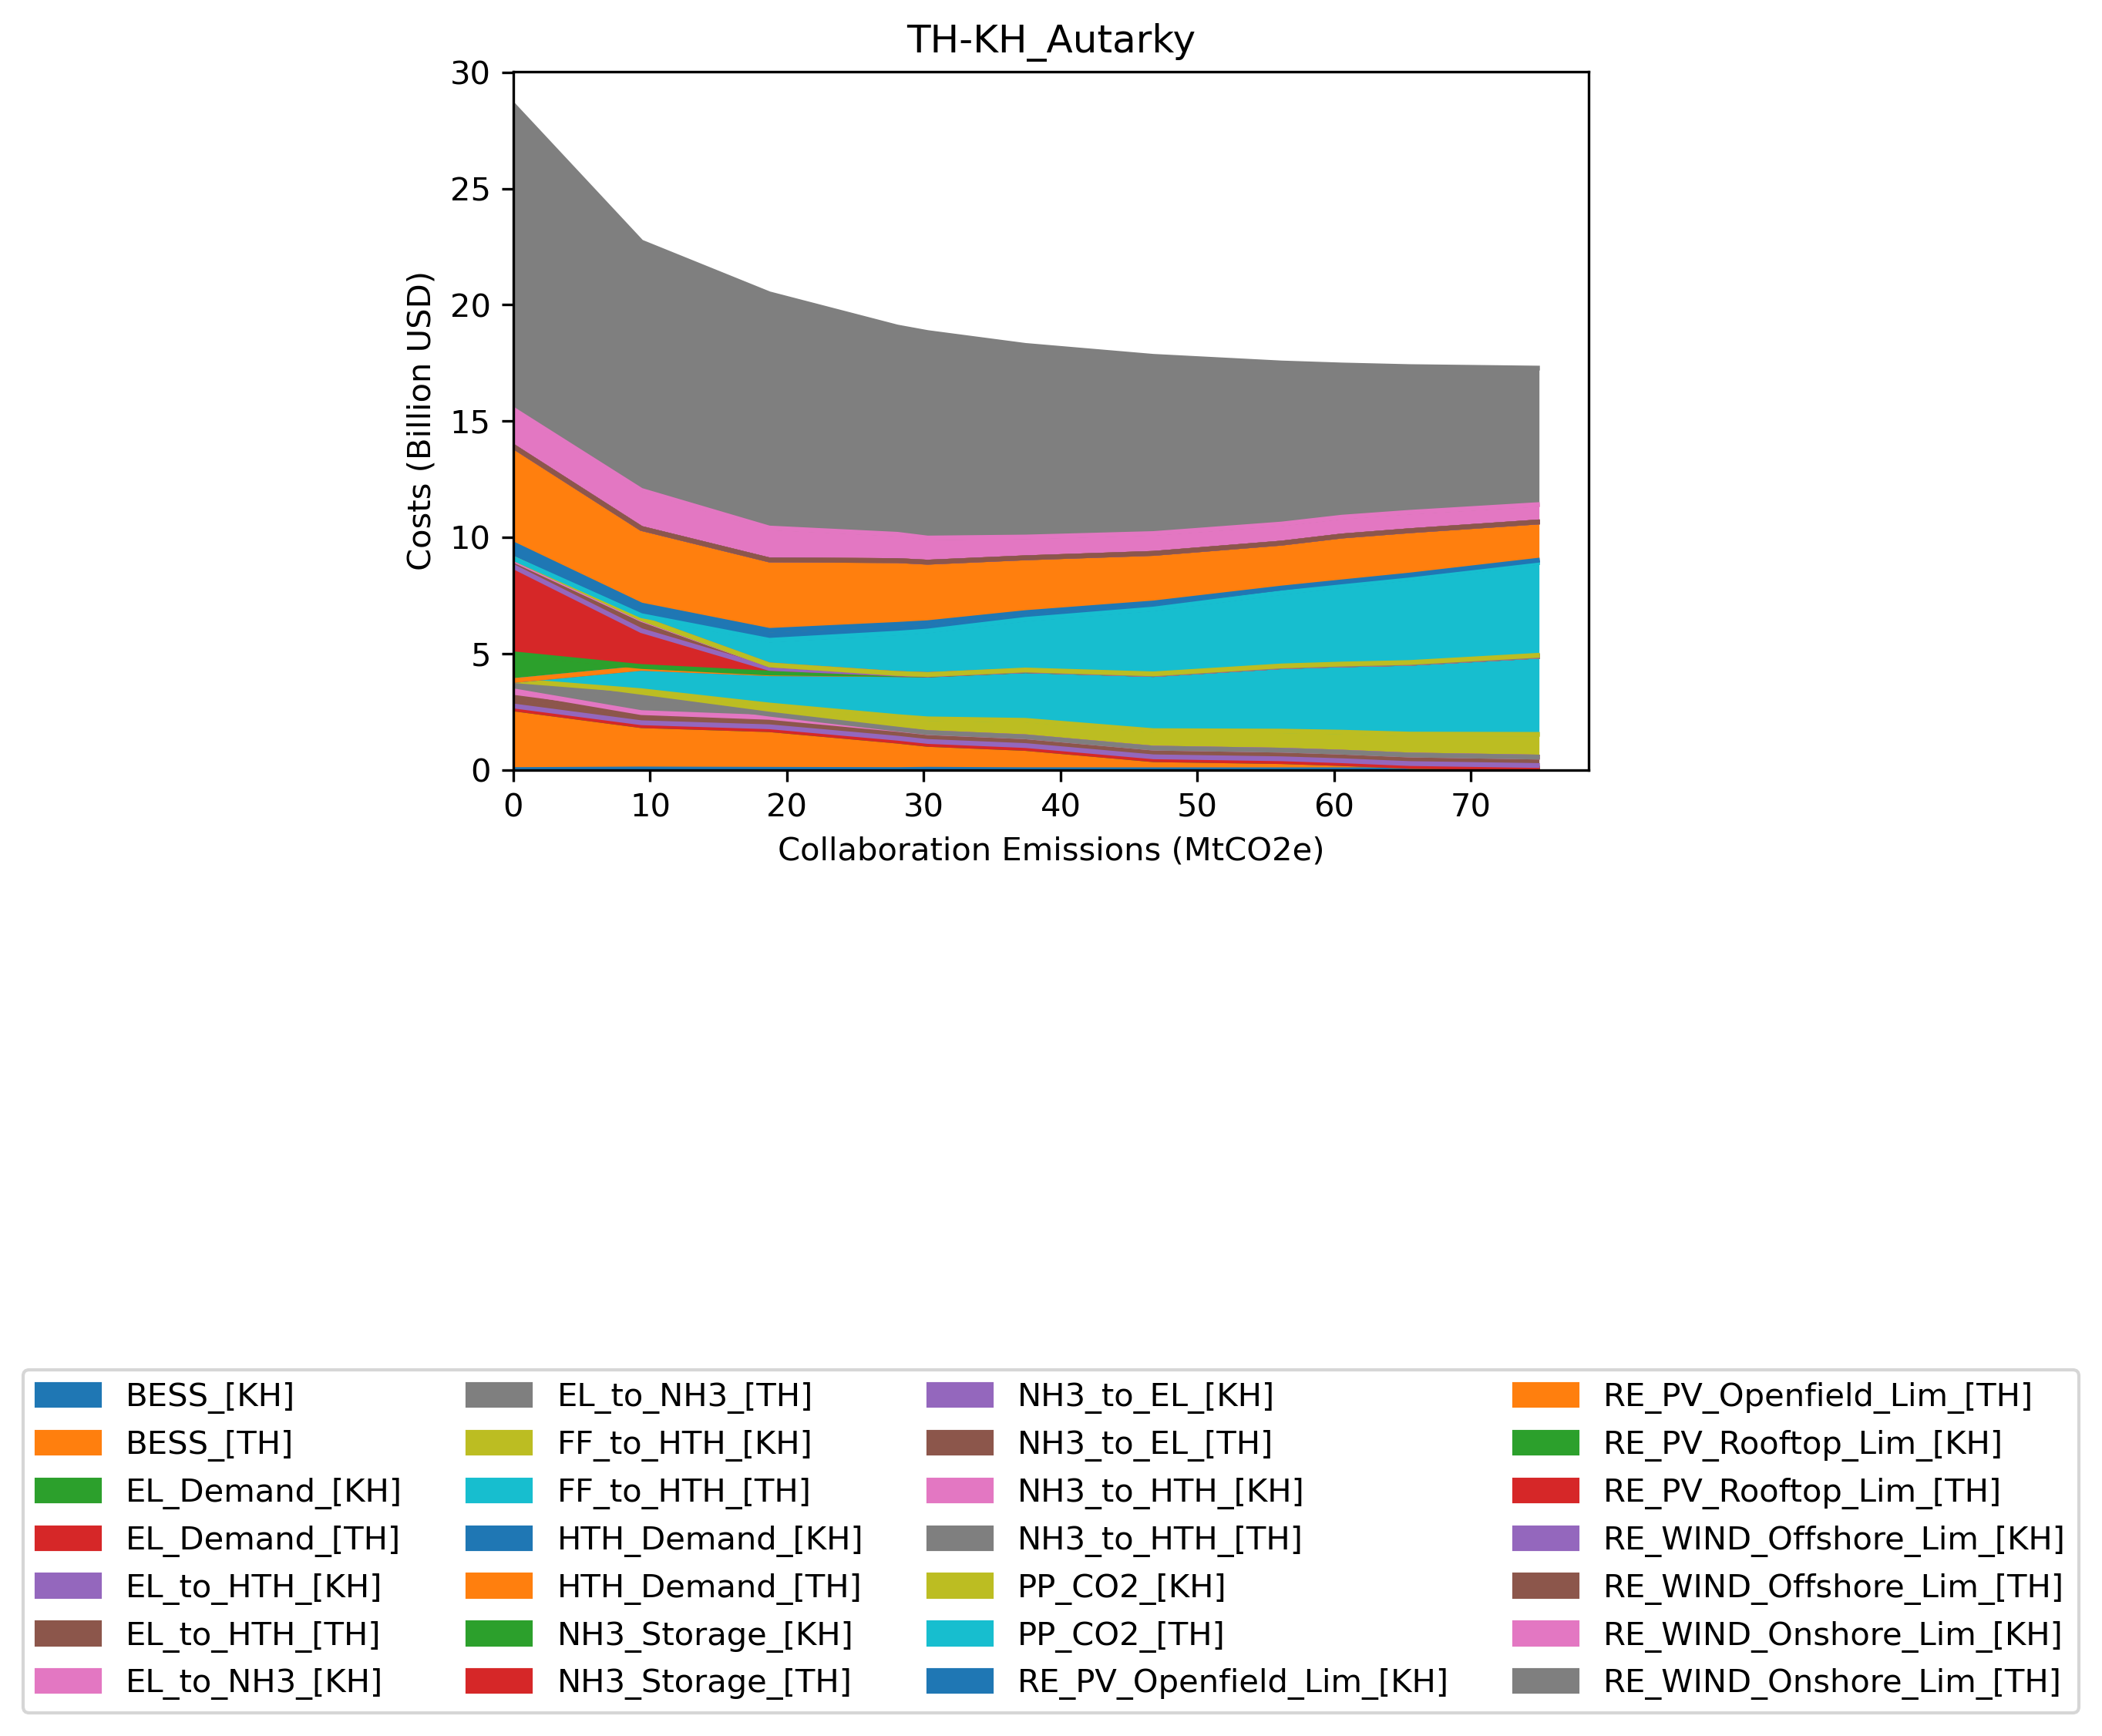 TH-KH_Autarky
30
25
20
15
10
5
0
Costs (Billion USD)
0 10 20 30 40 50 60 70
Collaboration Emissions (MtCO2e)
BESS_[KH]
BESS_[TH]
EL_Demand_[KH]
EL_Demand_[TH]
EL_to_HTH_[KH]
EL_to_HTH_[TH]
EL_to_NH3_[KH]
EL_to_NH3_[TH]
FF_to_HTH_[KH]
FF_to_HTH_[TH]
HTH_Demand_[KH]
HTH_Demand_[TH]
NH3_Storage_[KH]
NH3_Storage_[TH]
NH3_to_EL_[KH]
NH3_to_EL_[TH]
NH3_to_HTH_[KH]
NH3_to_HTH_[TH]
PP_CO2_[KH]
PP_CO2_[TH]
RE_PV_Openfield_Lim_[KH]
RE_PV_Openfield_Lim_[TH]
RE_PV_Rooftop_Lim_[KH]
RE_PV_Rooftop_Lim_[TH]
RE_WIND_Offshore_Lim_[KH]
RE_WIND_Offshore_Lim_[TH]
RE_WIND_Onshore_Lim_[KH]
RE_WIND_Onshore_Lim_[TH]